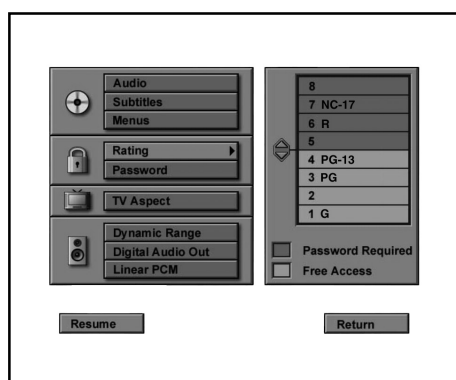 Audio
Subtitles
Menus
Rating
Password
TV Aspect
Dynamic Range
Digital Audio Out
Linear PCM
8
7 NC-17
6 R
5
4 PG-13
3 PG
2
1 G
Password Required
Free Access
Resume
Return